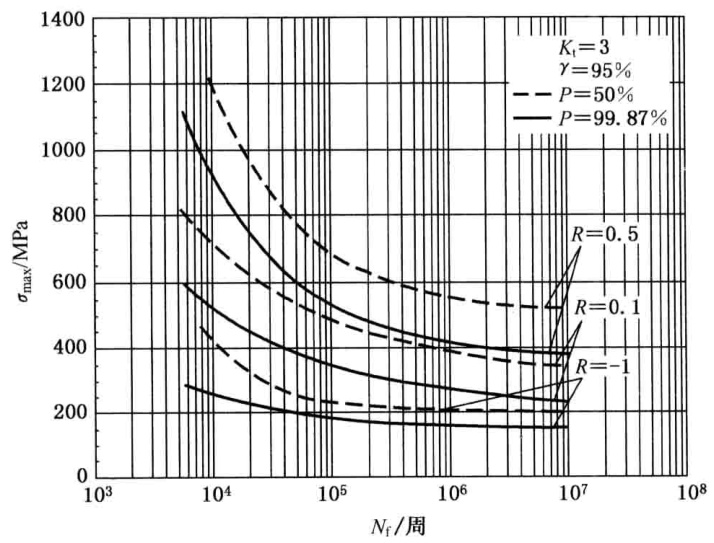 1400
1200
1000
800
600
400
200
0
σmax/MPa
Kt=3
γ=95%
P=50%
P=99.87%
R=0.5
R=0.1
R=-1
10³ 10⁴ 10⁵ 10⁶ 10⁷ 10⁸
Nf/周